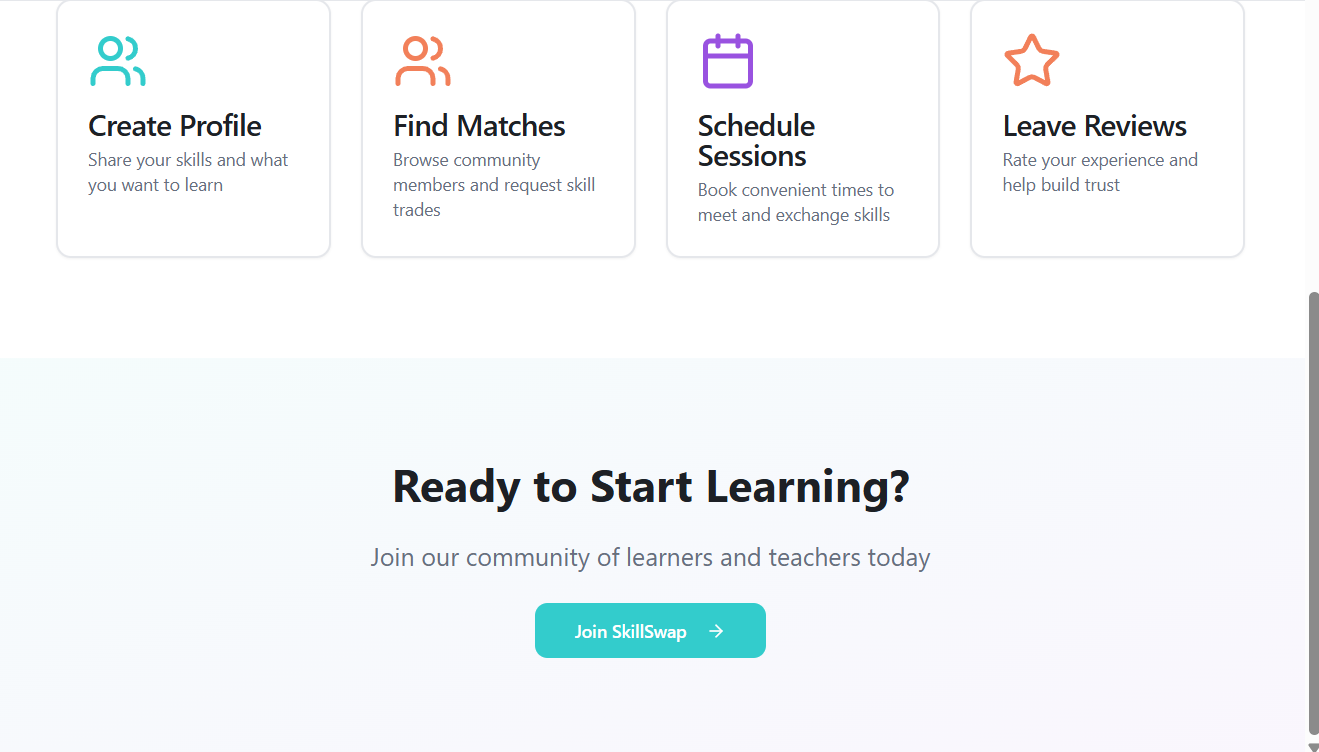 Create Profile
Share your skills and what
you want to learn
Find Matches
Browse community
members and request skill
trades
Schedule
Sessions
Book convenient times to
meet and exchange skills
Leave Reviews
Rate your experience and
help build trust
Ready to Start Learning?
Join our community of learners and teachers today
Join SkillSwap